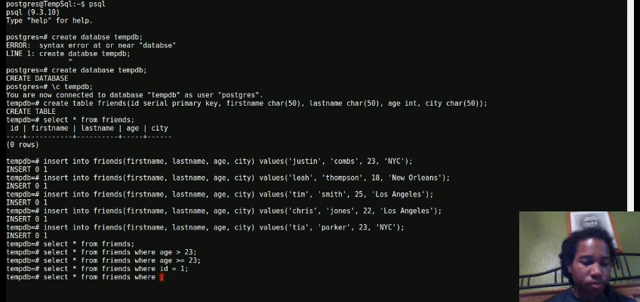 postgres@TempSql:~$ psql
psql (9.3.10)
Type "help" for help.
postgres=# create databse tempdb;
ERROR:  syntax error at or near "databse"
LINE 1: create databse tempdb;
^
postgres=# create database tempdb;
CREATE DATABASE
postgres=# \c tempdb;
You are now connected to database "tempdb" as user "postgres".
tempdb=# create table friends(id serial primary key, firstname char(50), lastname char(50), age int, city char(50));
CREATE TABLE
tempdb=# select * from friends;
id | firstname | lastname | age | city
----+-----------+----------+-----+------
(0 rows)
tempdb=# insert into friends(firstname, lastname, age, city) values('justin', 'combs', 23, 'NYC');
INSERT 0 1
tempdb=# insert into friends(firstname, lastname, age, city) values('leah', 'thompson', 18, 'New Orleans');
INSERT 0 1
tempdb=# insert into friends(firstname, lastname, age, city) values('tim', 'smith', 25, 'Los Angeles');
INSERT 0 1
tempdb=# insert into friends(firstname, lastname, age, city) values('chris', 'jones', 22, 'Los Angeles');
INSERT 0 1
tempdb=# insert into friends(firstname, lastname, age, city) values('tia', 'parker', 23, 'NYC');
INSERT 0 1
tempdb=# select * from friends;
tempdb=# select * from friends where age > 23;
tempdb=# select * from friends where age >= 23;
tempdb=# select * from friends where id = 1;
tempdb=# select * from friends where